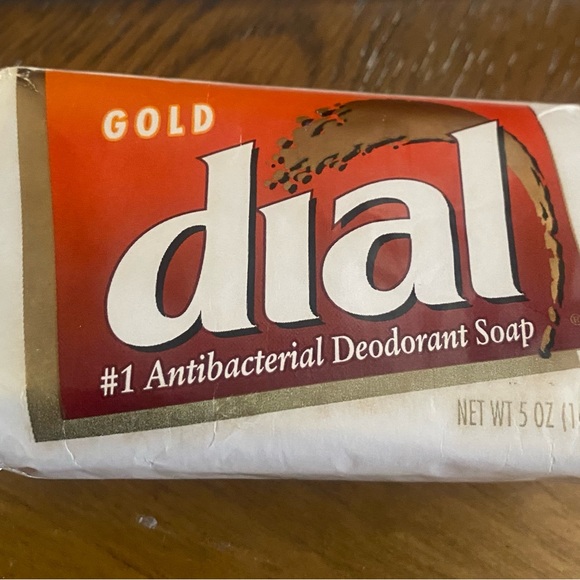 GOLD
dial
#1 Antibacterial Deodorant Soap
NET WT 5 OZ